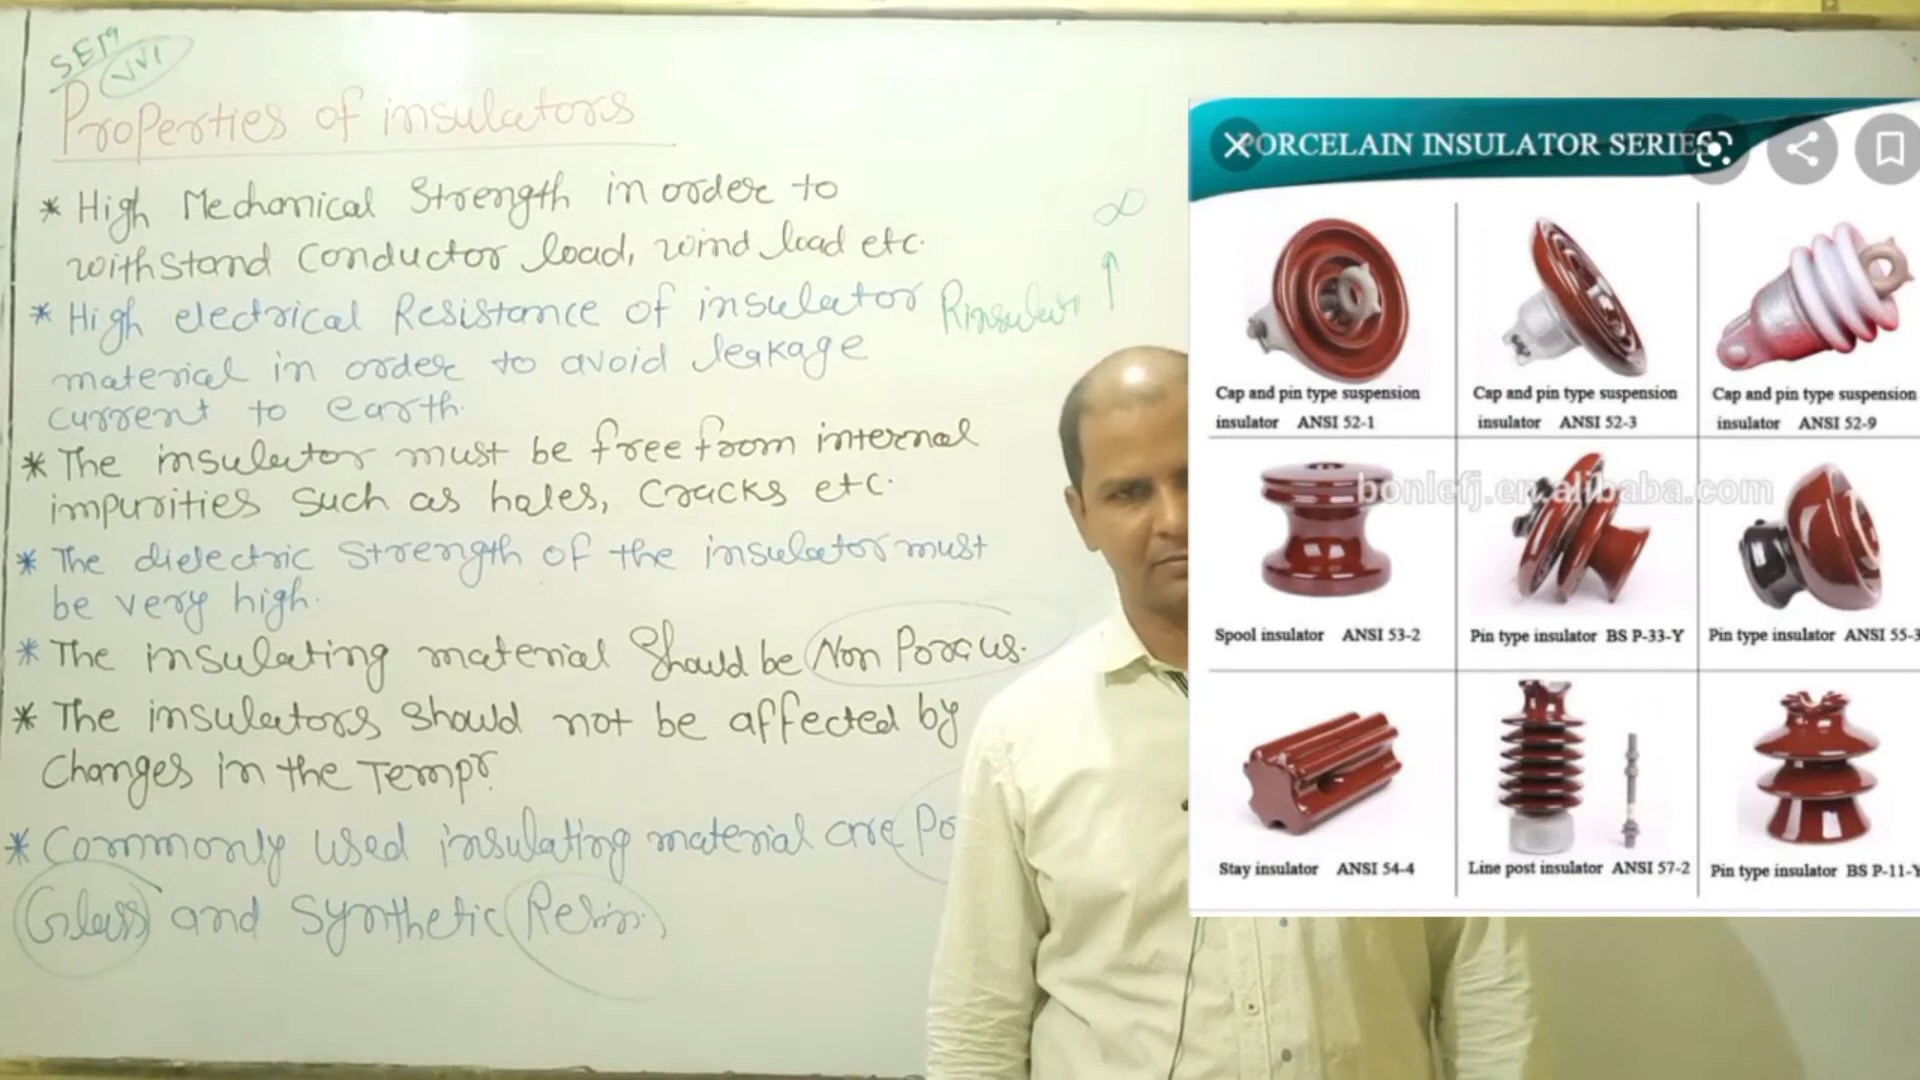 SE19
VVI
Properties of insulators
* High Mechanical Strength in order to
withstand conductor load, wind load etc.
* High electrical Resistance of insulator
Rinsulator ↑
∞
material in order to avoid leakage
current to earth.
* The insulator must be free from internal
impurities such as holes, Cracks etc.
* The dielectric strength of the insulator must
be very high.
* The insulating material should be Non Porous.
* The insulators should not be affected by
changes in the Tempr.
* Commonly used insulating material are Po
Glass and Synthetic Resin.
PORCELAIN INSULATOR SERIES
Cap and pin type suspension
insulator ANSI 52-1
Cap and pin type suspension
insulator ANSI 52-3
Cap and pin type suspension
insulator ANSI 52-9
bonlefj.en.alibaba.com
Spool insulator ANSI 53-2
Pin type insulator BS P-33-Y
Pin type insulator ANSI 55-3
Stay insulator ANSI 54-4
Line post insulator ANSI 57-2
Pin type insulator BS P-11-Y